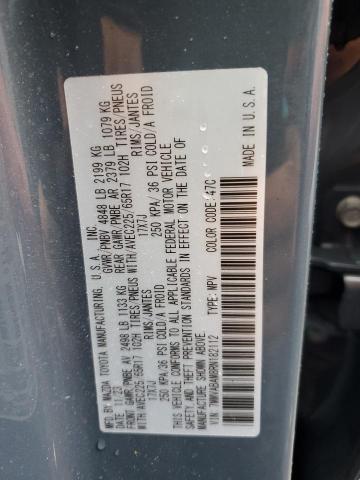 MFD BY MAZDA TOYOTA MANUFACTURING, U.S.A. INC.
DATE 11/23 GVWR/PNBV 4848 LB 2199 KG
FRONT GAWR/PNBE AV 2498 LB 1133 KG REAR GAWR/PNBE AR 2379 LB 1079 KG
WITH/AVEC225/65R17 102H TIRES/PNEUS WITH/AVEC225/65R17 102H TIRES/PNEUS
17X7J RIMS/JANTES 17X7J RIMS/JANTES
250 KPA/36 PSI COLD/A FROID 250 KPA/36 PSI COLD/A FROID
THIS VEHICLE CONFORMS TO ALL APPLICABLE FEDERAL MOTOR VEHICLE
SAFETY, AND THEFT PREVENTION STANDARDS IN EFFECT ON THE DATE OF
MANUFACTURE SHOWN ABOVE.
TYPE: MPV
COLOR CODE: 47C MADE IN U.S.A.